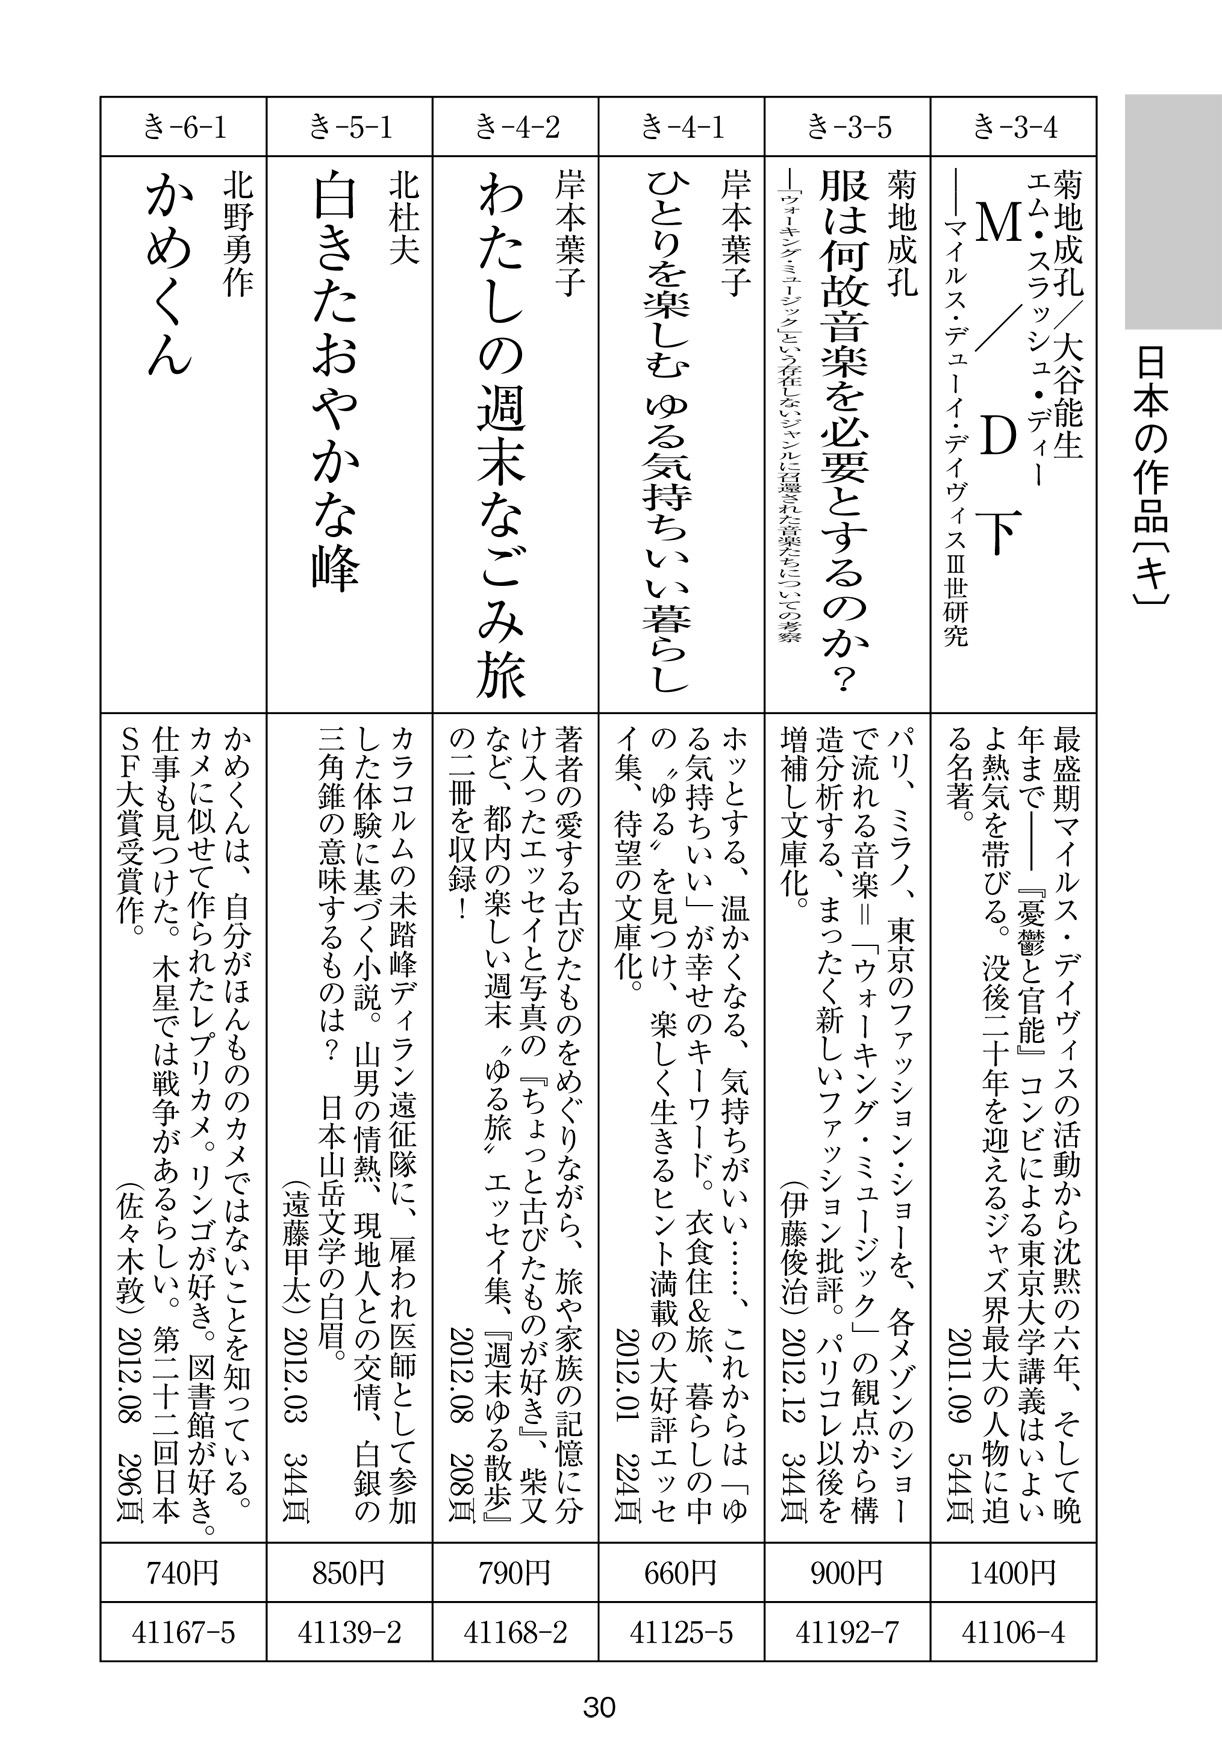 日本の作品〔キ〕
き-3-4
菊地成孔／大谷能生
エム・スラッシュ・ディー
M／D 下
──マイルス・デューイ・デイヴィスⅢ世研究
最盛期マイルス・デイヴィスの活動から沈黙の六年、そして晩
年まで──『憂鬱と官能』コンビによる東京大学講義はいよい
よ熱気を帯びる。没後二十年を迎えるジャズ界最大の人物に迫
る名著。
2011.09 544頁
1400円
41106-4
き-3-5
菊地成孔
服は何故音楽を必要とするのか？
─「ウォーキング・ミュージック」という存在しないジャンルに召還された音楽たちについての考察
パリ、ミラノ、東京のファッション・ショーを、各メゾンのショー
で流れる音楽＝「ウォーキング・ミュージック」の観点から構
造分析する、まったく新しいファッション批評。パリコレ以後を
増補し文庫化。
（伊藤俊治）2012.12 344頁
900円
41192-7
き-4-1
岸本葉子
ひとりを楽しむ ゆる気持ちいい暮らし
ホッとする、温かくなる、気持ちがいい……、これからは「ゆ
る気持ちいい」が幸せのキーワード。衣食住＆旅、暮らしの中
の〝ゆる〟を見つけ、楽しく生きるヒント満載の大好評エッセ
イ集、待望の文庫化。
2012.01 224頁
660円
41125-5
き-4-2
岸本葉子
わたしの週末なごみ旅
著者の愛する古びたものをめぐりながら、旅や家族の記憶に分
け入ったエッセイと写真の『ちょっと古びたものが好き』、柴又
など、都内の楽しい週末〝ゆる旅〟エッセイ集、『週末ゆる散歩』
の二冊を収録！
2012.08 208頁
790円
41168-2
き-5-1
北杜夫
白きたおやかな峰
カラコルムの未踏峰ディラン遠征隊に、雇われ医師として参加
した体験に基づく小説。山男の情熱、現地人との交情、白銀の
三角錐の意味するものは？ 日本山岳文学の白眉。
（遠藤甲太）2012.03 344頁
850円
41139-2
き-6-1
北野勇作
かめくん
かめくんは、自分がほんもののカメではないことを知っている。
カメに似せて作られたレプリカメ。リンゴが好き。図書館が好き。
仕事も見つけた。木星では戦争があるらしい。第二十二回日本
ＳＦ大賞受賞作。
（佐々木敦）2012.08 296頁
740円
41167-5
30